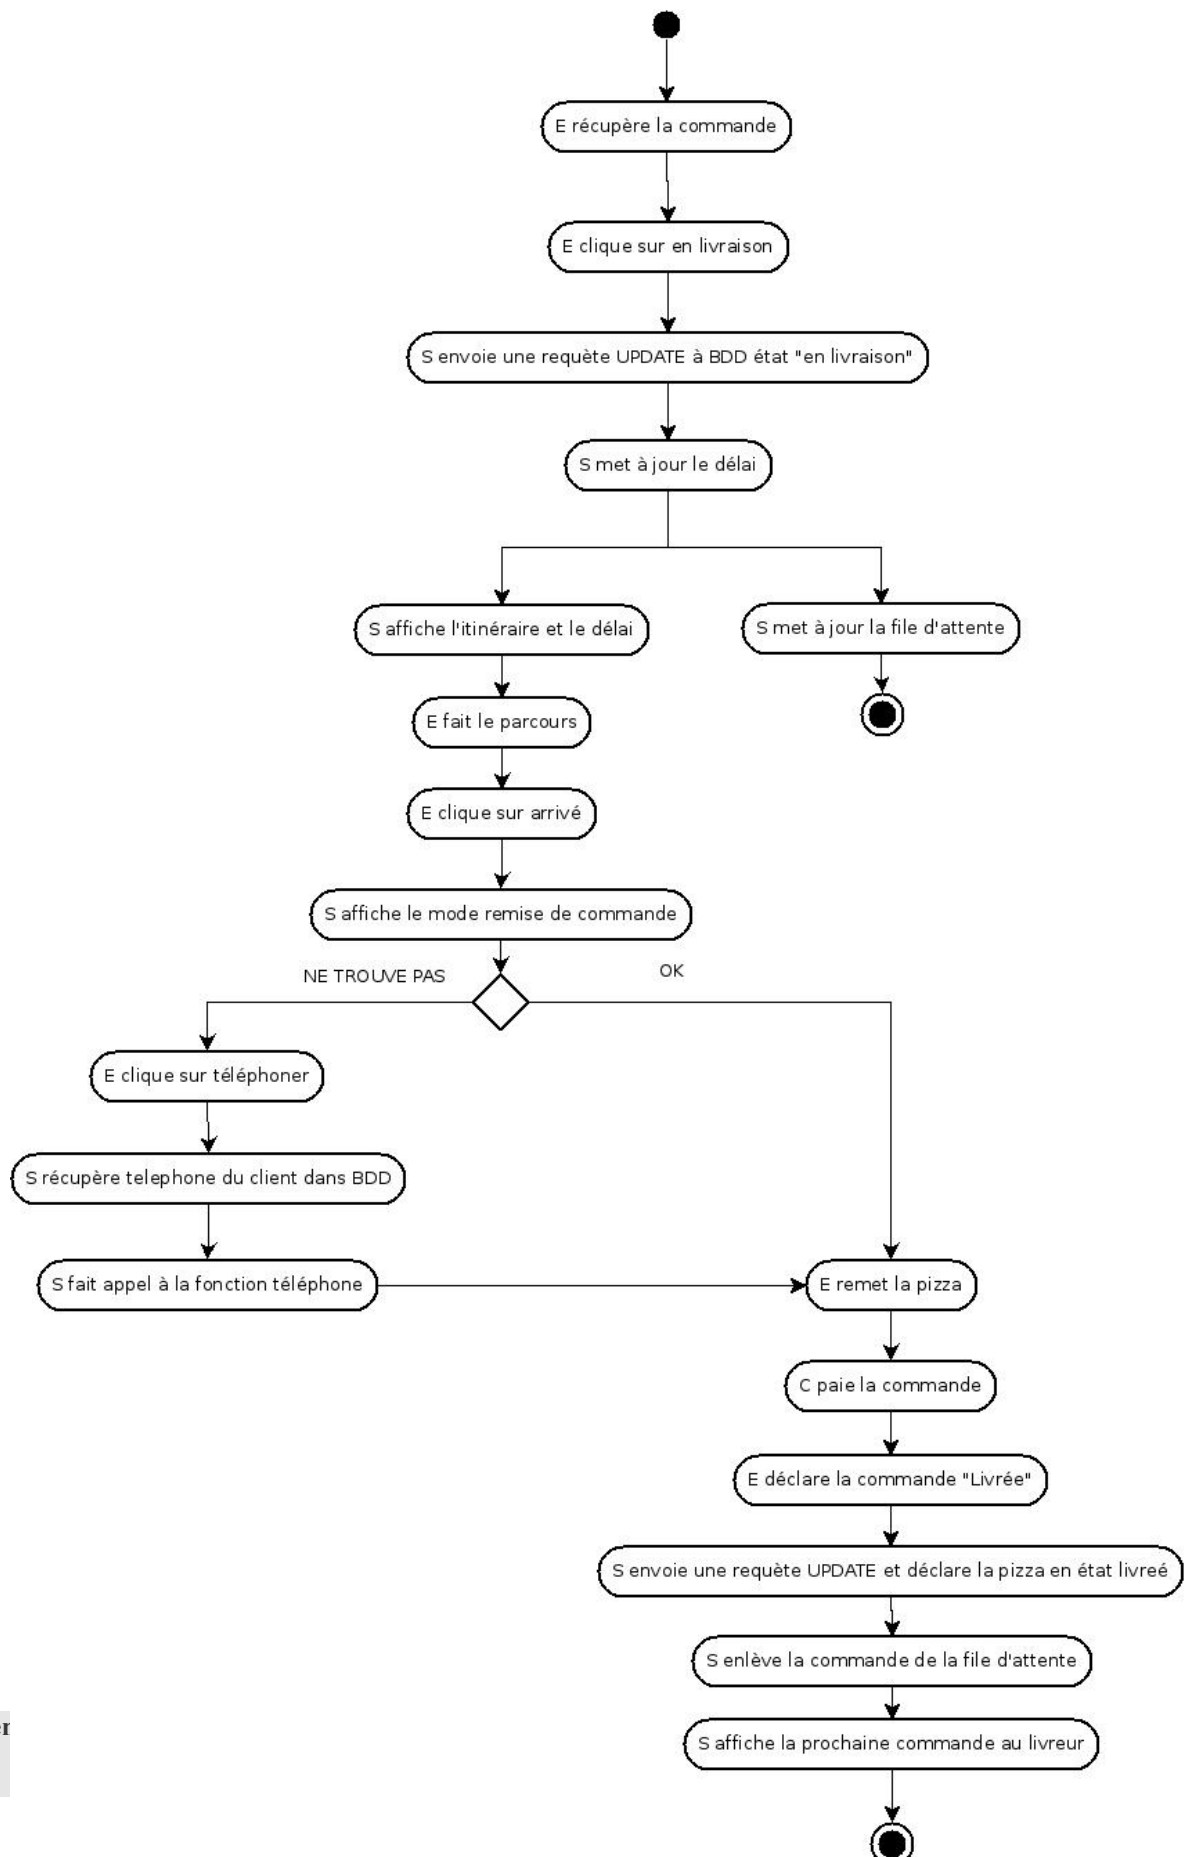 E récupère la commande
E clique sur en livraison
S envoie une requète UPDATE à BDD état "en livraison"
S met à jour le délai
S affiche l'itinéraire et le délai
S met à jour la file d'attente
E fait le parcours
E clique sur arrivé
S affiche le mode remise de commande
NE TROUVE PAS
OK
E clique sur téléphoner
S récupère telephone du client dans BDD
S fait appel à la fonction téléphone
E remet la pizza
C paie la commande
E déclare la commande "Livrée"
S envoie une requète UPDATE et déclare la pizza en état livreé
S enlève la commande de la file d'attente
S affiche la prochaine commande au livreur